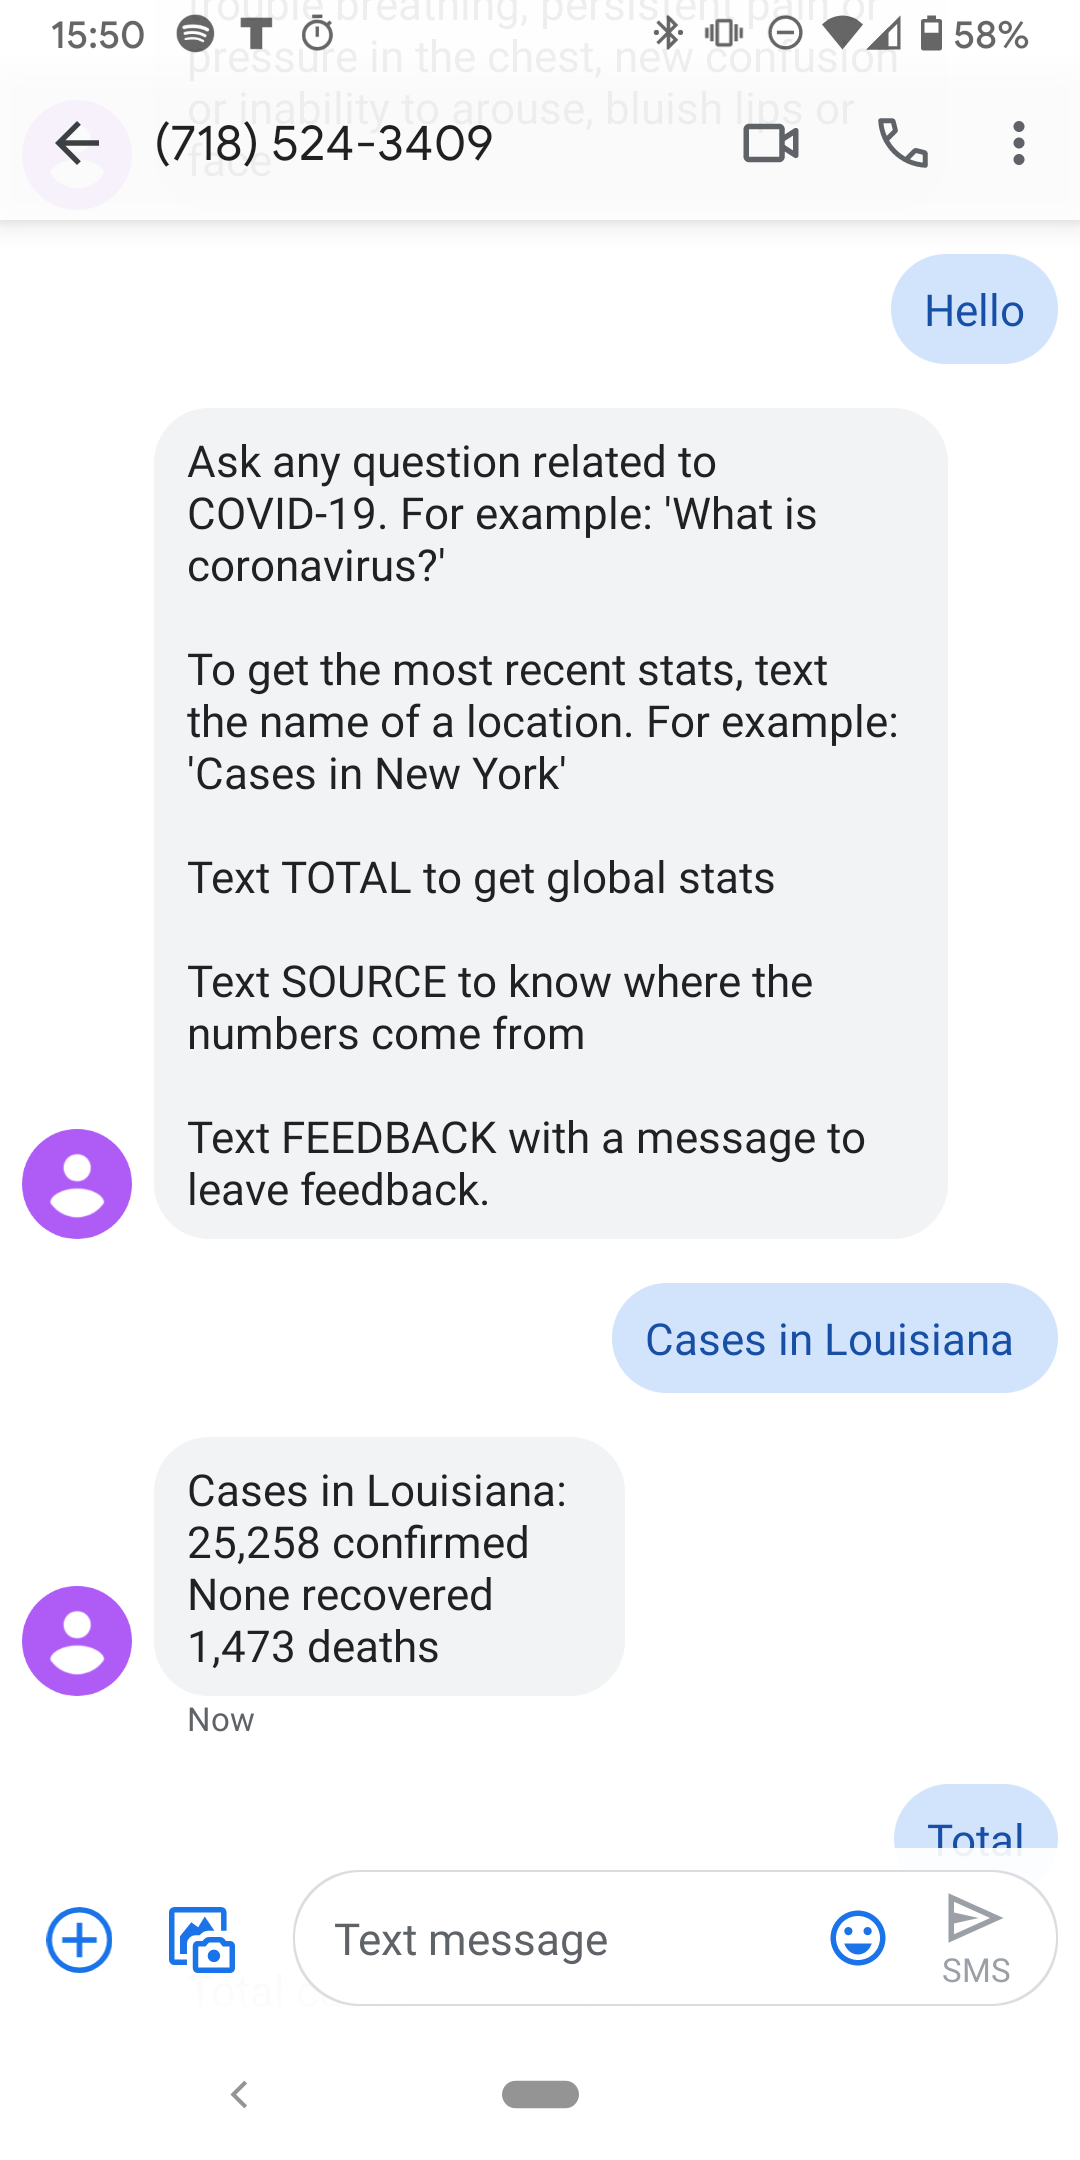 15:50
58%
trouble breathing, persistent pain or
pressure in the chest, new confusion
or inability to arouse, bluish lips or
face
(718) 524-3409
Hello
Ask any question related to
COVID-19. For example: 'What is
coronavirus?'
To get the most recent stats, text
the name of a location. For example:
'Cases in New York'
Text TOTAL to get global stats
Text SOURCE to know where the
numbers come from
Text FEEDBACK with a message to
leave feedback.
Cases in Louisiana
Cases in Louisiana:
25,258 confirmed
None recovered
1,473 deaths
Now
Total
Text message
SMS
Total